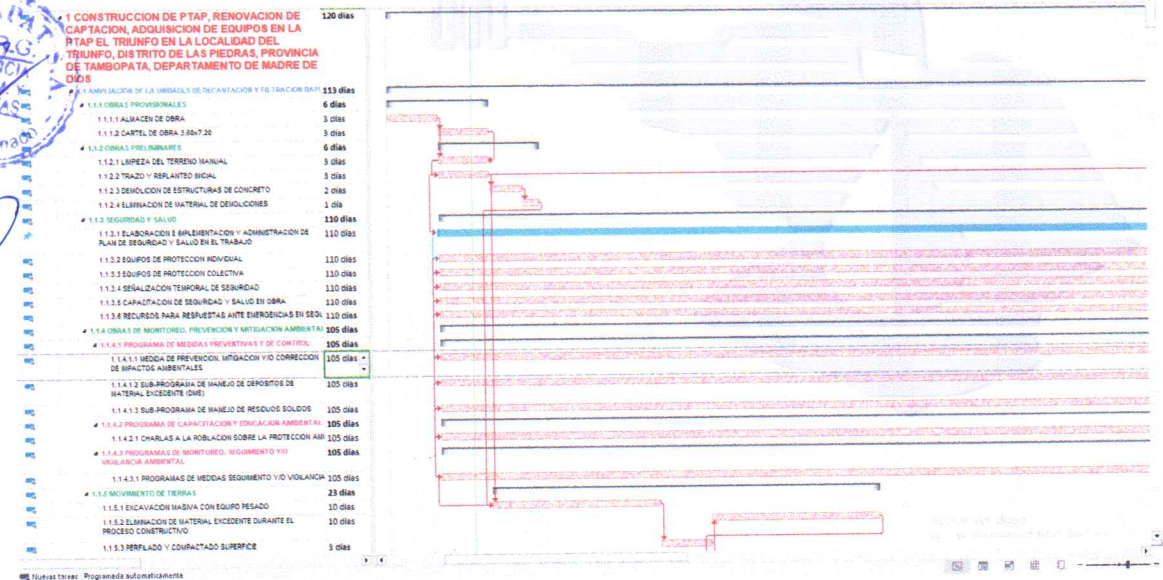 1 CONSTRUCCION DE PTAP, RENOVACION DE 120 días
CAPTACION, ADQUISICION DE EQUIPOS EN LA
PTAP EL TRIUNFO EN LA LOCALIDAD DEL
TRIUNFO, DISTRITO DE LAS PIEDRAS, PROVINCIA
DE TAMBOPATA, DEPARTAMENTO DE MADRE DE
DIOS
1.1 AMPLIACIÓN DE LA UNIDADES DE DECANTACIÓN Y FILTRACION RAPI 113 días
1.1.1 OBRAS PROVISIONALES 6 días
1.1.1.1 ALMACEN DE OBRA 3 días
1.1.1.2 CARTEL DE OBRA 3.60x7.20 3 días
1.1.2 OBRAS PRELIMINARES 6 días
1.1.2.1 LIMPIEZA DEL TERRENO MANUAL 3 días
1.1.2.2 TRAZO Y REPLANTEO INICIAL 3 días
1.1.2.3 DEMOLICION DE ESTRUCTURAS DE CONCRETO 2 días
1.1.2.4 ELIMINACION DE MATERIAL DE DEMOLICIONES 1 día
1.1.3 SEGURIDAD Y SALUD 110 días
1.1.3.1 ELABORACION E IMPLEMENTACION Y ADMINISTRACION DE 110 días
PLAN DE SEGURIDAD Y SALUD EN EL TRABAJO
1.1.3.2 EQUIPOS DE PROTECCION INDIVIDUAL 110 días
1.1.3.3 EQUIPOS DE PROTECCION COLECTIVA 110 días
1.1.3.4 SEÑALIZACION TEMPORAL DE SEGURIDAD 110 días
1.1.3.5 CAPACITACION DE SEGURIDAD Y SALUD EN OBRA 110 días
1.1.3.6 RECURSOS PARA RESPUESTAS ANTE EMERGENCIAS EN SEGU 110 días
1.1.4 OBRAS DE MONITOREO, PREVENCION Y MITIGACION AMBIENTAL 105 días
1.1.4.1 PROGRAMA DE MEDIDAS PREVENTIVAS Y DE CONTROL 105 días
1.1.4.1.1 MEDIDA DE PREVENCION, MITIGACION Y/O CORRECCION 105 días
DE IMPACTOS AMBIENTALES
1.1.4.1.2 SUB-PROGRAMA DE MANEJO DE DEPOSITOS DE 105 días
MATERIAL EXCEDENTE (DME)
1.1.4.1.3 SUB-PROGRAMA DE MANEJO DE RESIDUOS SOLIDOS 105 días
1.1.4.2 PROGRAMA DE CAPACITACION Y EDUCACION AMBIENTAL 105 días
1.1.4.2.1 CHARLAS A LA POBLACION SOBRE LA PROTECCION AMB 105 días
1.1.4.3 PROGRAMAS DE MONITOREO, SEGUIMIENTO Y/O 105 días
VIGILANCIA AMBIENTAL
1.1.4.3.1 PROGRAMAS DE MEDIDAS SEGUIMIENTO Y/O VIGILANCIA 105 días
1.1.5 MOVIMIENTO DE TIERRAS 23 días
1.1.5.1 EXCAVACION MASIVA CON EQUIPO PESADO 10 días
1.1.5.2 ELIMINACION DE MATERIAL EXCEDENTE DURANTE EL 10 días
PROCESO CONSTRUCTIVO
1.1.5.3 PERFILADO Y COMPACTADO SUPERFICIE 3 días
Nuevas tareas : Programada automáticamente